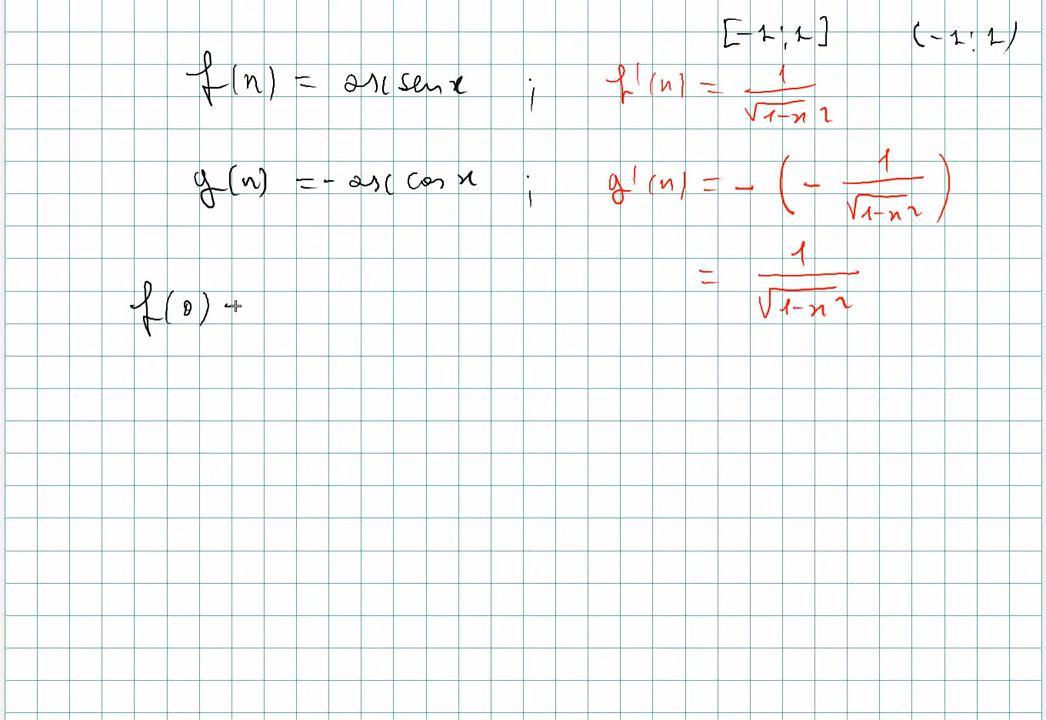 [-1;1] (-1;1)
f(x) = arcsen x ; f'(x) = 1/√1-x²
g(x) = - arccos x ; g'(x) = - (- 1/√1-x²)
= 1/√1-x²
f(0) +